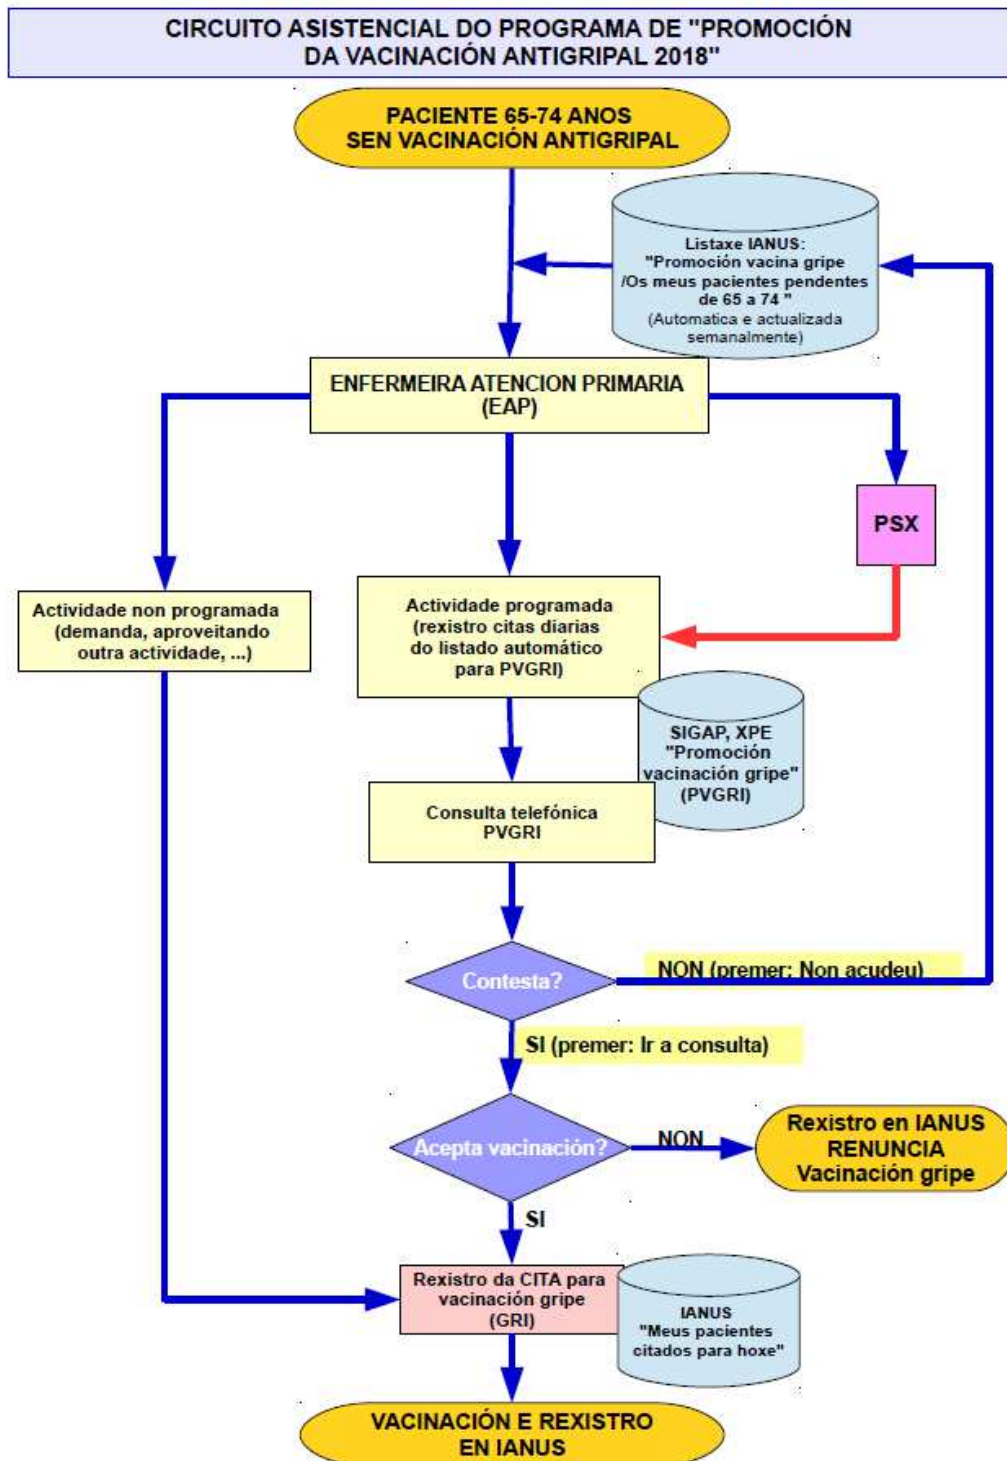 CIRCUITO ASISTENCIAL DO PROGRAMA DE "PROMOCIÓN
DA VACINACIÓN ANTIGRIPAL 2018"
PACIENTE 65-74 ANOS
SEN VACINACIÓN ANTIGRIPAL
Listaxe IANUS:
"Promoción vacina gripe
/Os meus pacientes pendentes
de 65 a 74 "
(Automatica e actualizada
semanalmente)
ENFERMEIRA ATENCION PRIMARIA
(EAP)
PSX
Actividade non programada
(demanda, aproveitando
outra actividade, ...)
Actividade programada
(rexistro citas diarias
do listado automático
para PVGRI)
SIGAP, XPE
"Promoción
vacinación gripe"
(PVGRI)
Consulta telefónica
PVGRI
Contesta?
NON (premer: Non acudeu)
SI (premer: Ir a consulta)
Acepta vacinación?
NON
Rexistro en IANUS
RENUNCIA
Vacinación gripe
SI
Rexistro da CITA para
vacinación gripe
(GRI)
IANUS
"Meus pacientes
citados para hoxe"
VACINACIÓN E REXISTRO
EN IANUS